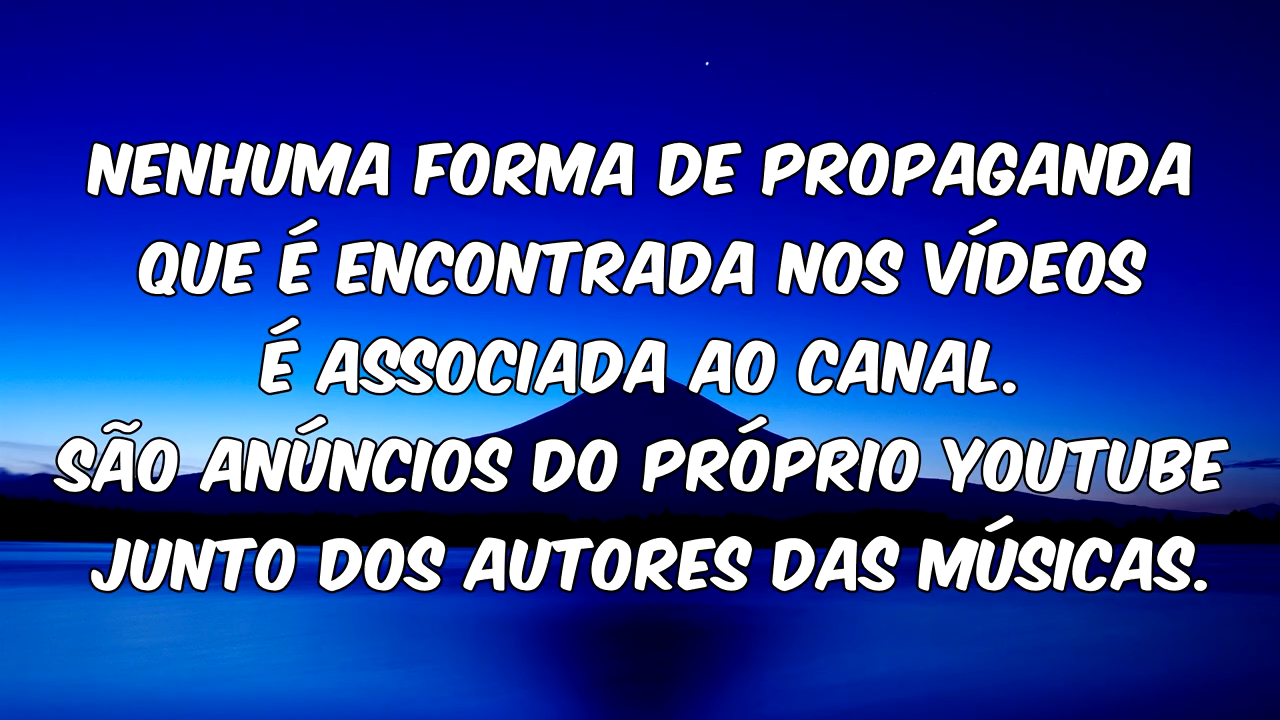 NENHUMA FORMA DE PROPAGANDA
QUE É ENCONTRADA NOS VÍDEOS
É ASSOCIADA AO CANAL.
SÃO ANÚNCIOS DO PRÓPRIO YOUTUBE
JUNTO DOS AUTORES DAS MÚSICAS.